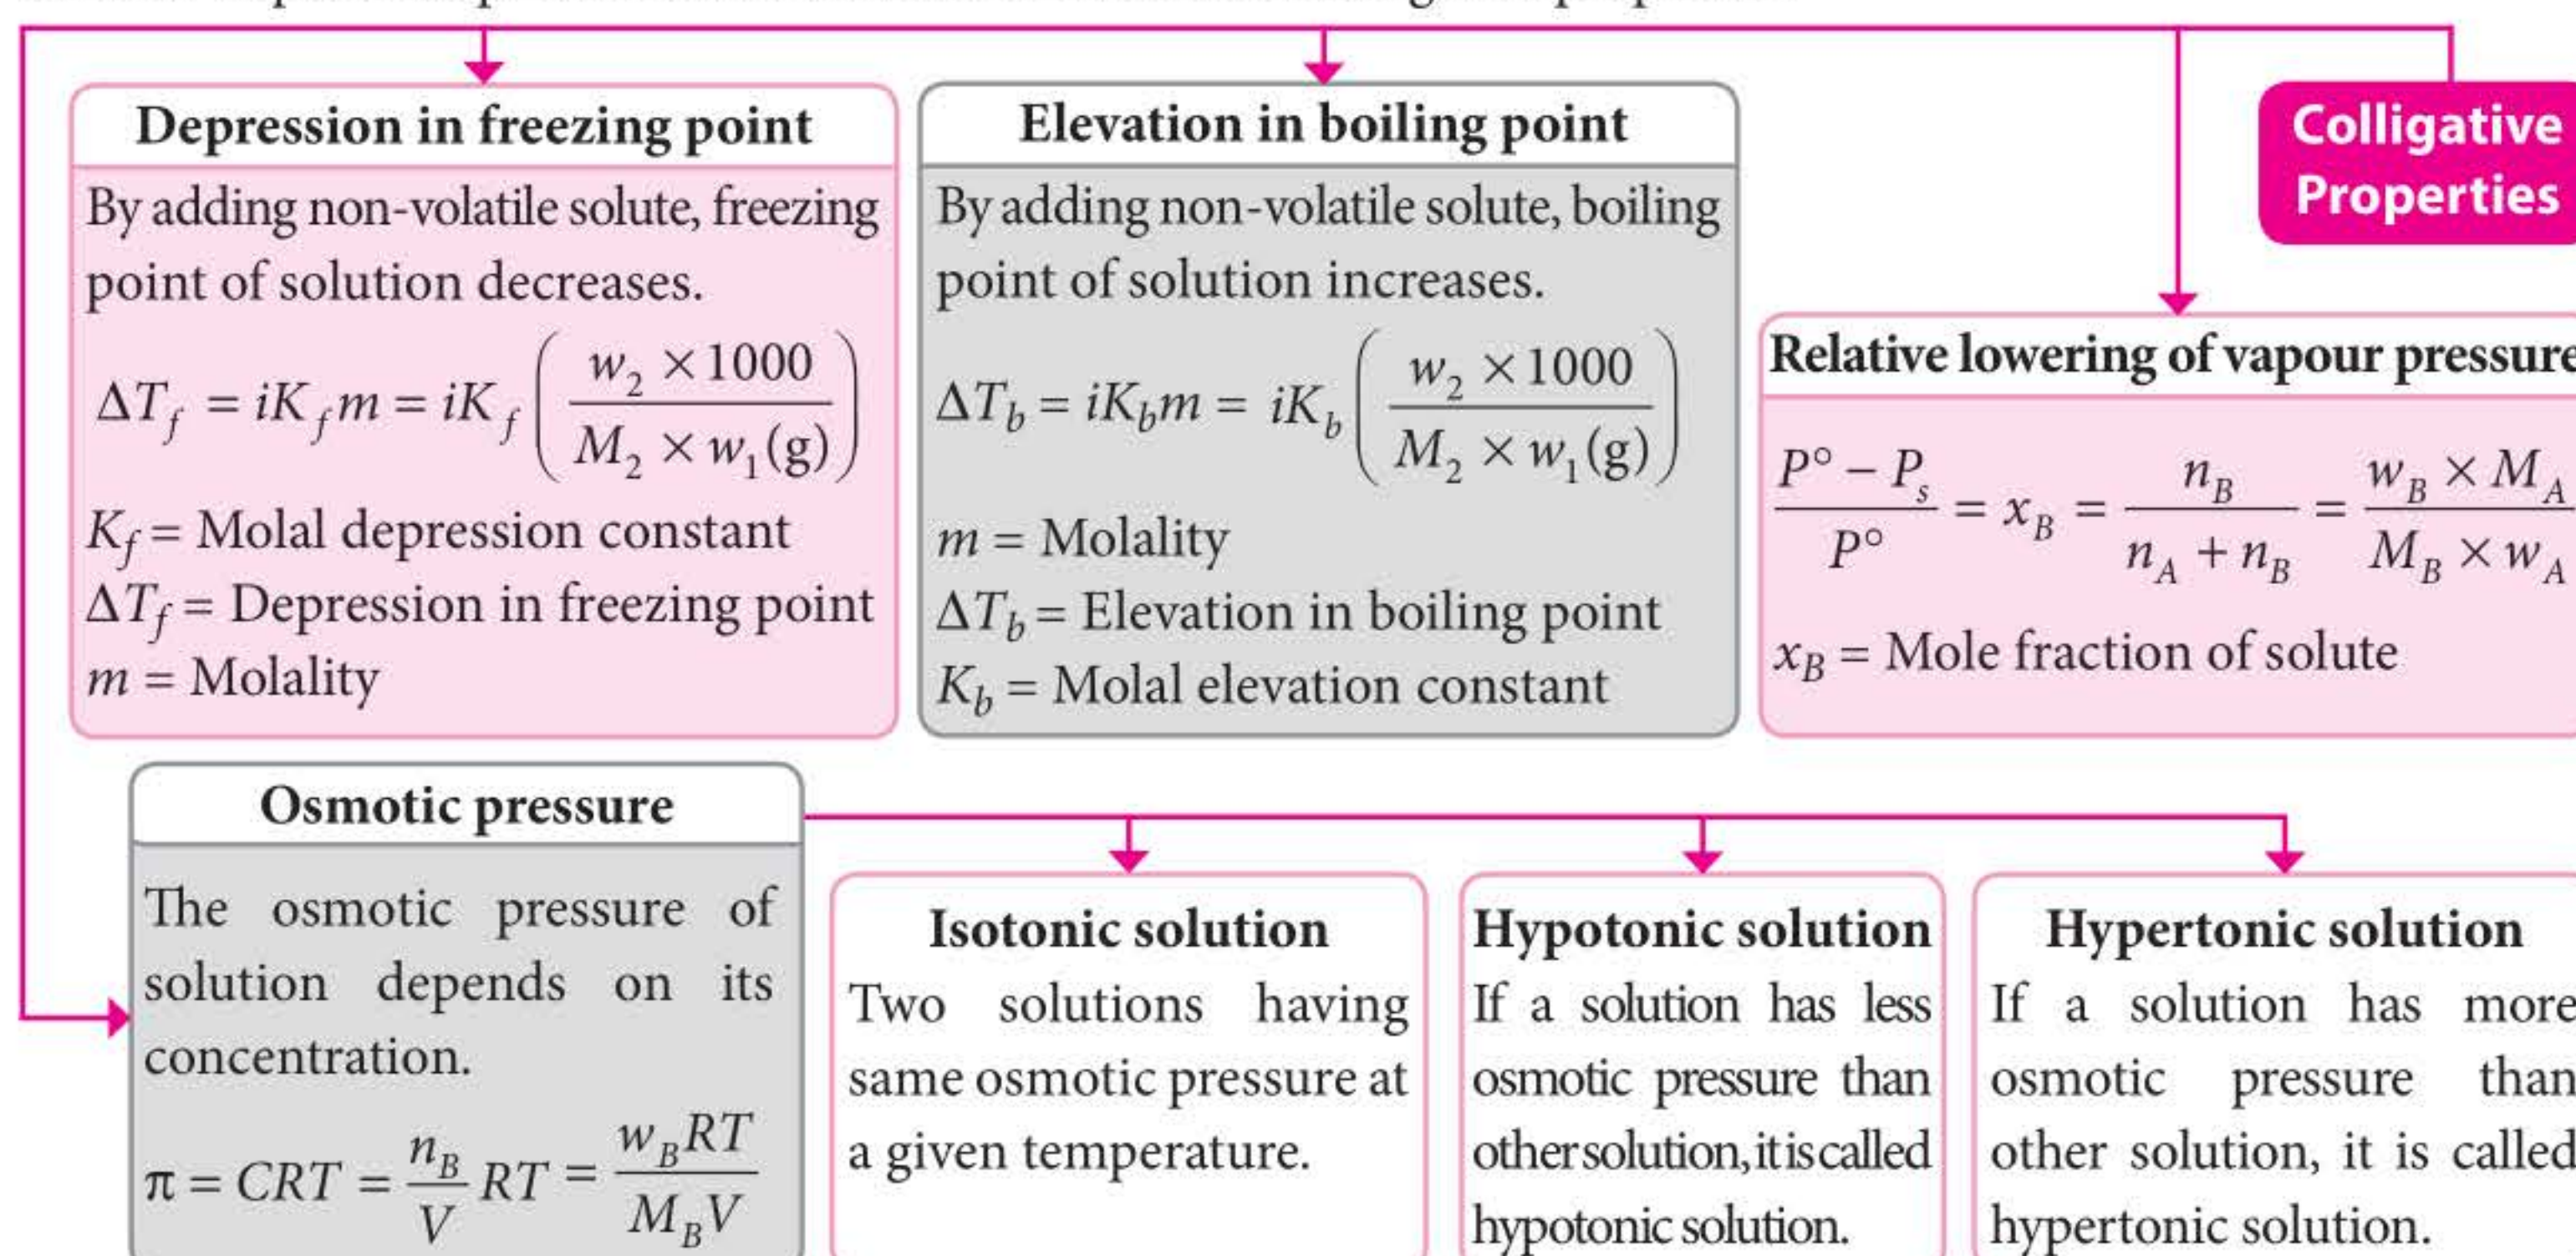 Depression in freezing point
By adding non-volatile solute, freezing
point of solution decreases.
ΔT_f = iK_f m = iK_f ( w₂ × 1000 / M₂ × w₁(g) )
K_f = Molal depression constant
ΔT_f = Depression in freezing point
m = Molality
Elevation in boiling point
By adding non-volatile solute, boiling
point of solution increases.
ΔT_b = iK_b m = iK_b ( w₂ × 1000 / M₂ × w₁(g) )
m = Molality
ΔT_b = Elevation in boiling point
K_b = Molal elevation constant
Colligative
Properties
Relative lowering of vapour pressure
P° − P_s / P° = x_B = n_B / n_A + n_B = w_B × M_A / M_B × w_A
x_B = Mole fraction of solute
Osmotic pressure
The osmotic pressure of
solution depends on its
concentration.
π = CRT = n_B / V RT = w_B RT / M_B V
Isotonic solution
Two solutions having
same osmotic pressure at
a given temperature.
Hypotonic solution
If a solution has less
osmotic pressure than
other solution, it is called
hypotonic solution.
Hypertonic solution
If a solution has more
osmotic pressure than
other solution, it is called
hypertonic solution.